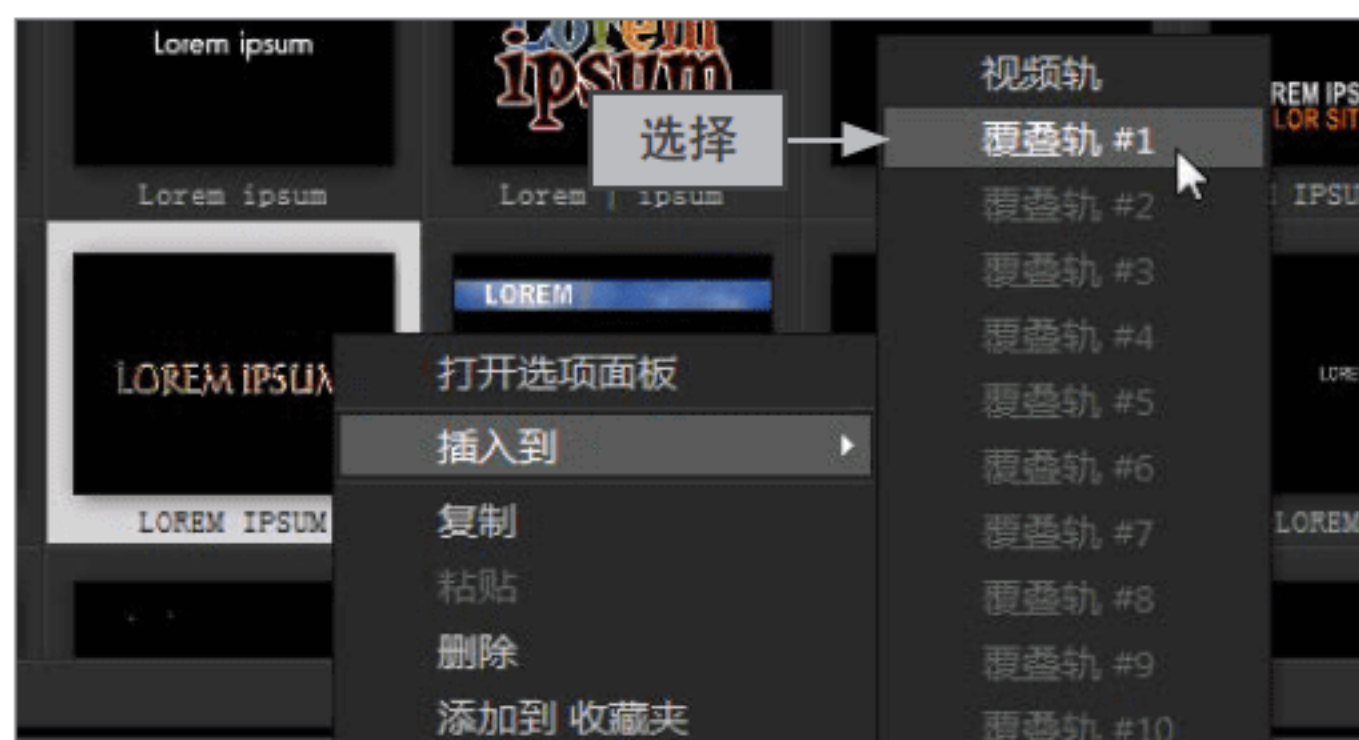 Lorem ipsum
Lorem ipsum
REM IPS
LOR SIT
Lorem ipsum
Lorem | ipsum
IPSU
LOREM IPSUM
LOREM
LORE
LOREM IPSUM
LOREM
选择
打开选项面板
插入到
复制
粘贴
删除
添加到 收藏夹
视频轨
覆叠轨 #1
覆叠轨 #2
覆叠轨 #3
覆叠轨 #4
覆叠轨 #5
覆叠轨 #6
覆叠轨 #7
覆叠轨 #8
覆叠轨 #9
覆叠轨 #10